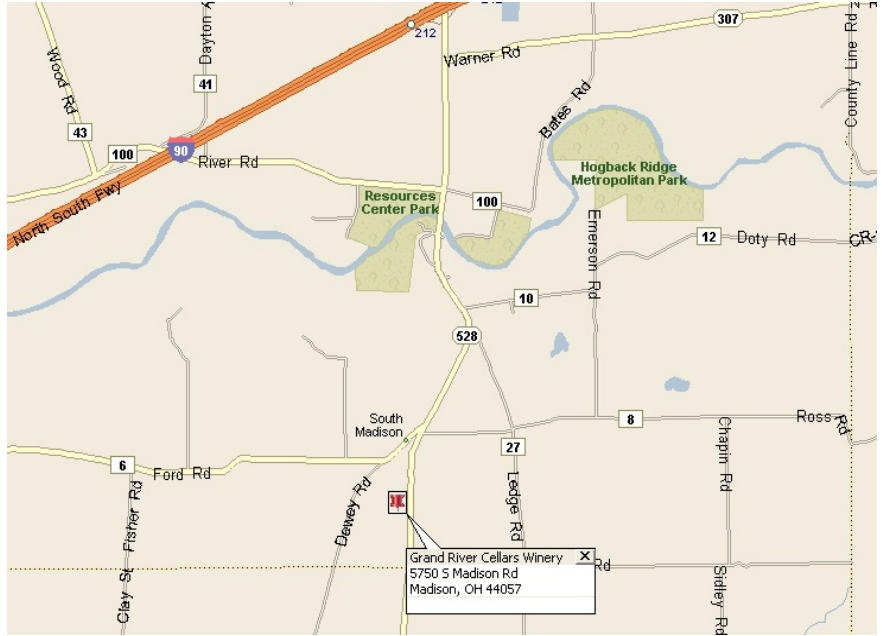 212
212
307
Warner Rd
Dayton
Wood Rd
41
43
100
90
River Rd
Bates Rd
County Line Rd
North South Fwy
Resources
Center Park
100
Hogback Ridge
Metropolitan Park
Emerson Rd
12
Doty Rd
CR-
10
528
South
Madison
8
Ross Rd
6
Ford Rd
27
Chapin Rd
Clay St
Fisher Rd
Dewey Rd
Ledge Rd
Grand River Cellars Winery
5750 S Madison Rd
Madison, OH 44057
Rd
Sidley Rd